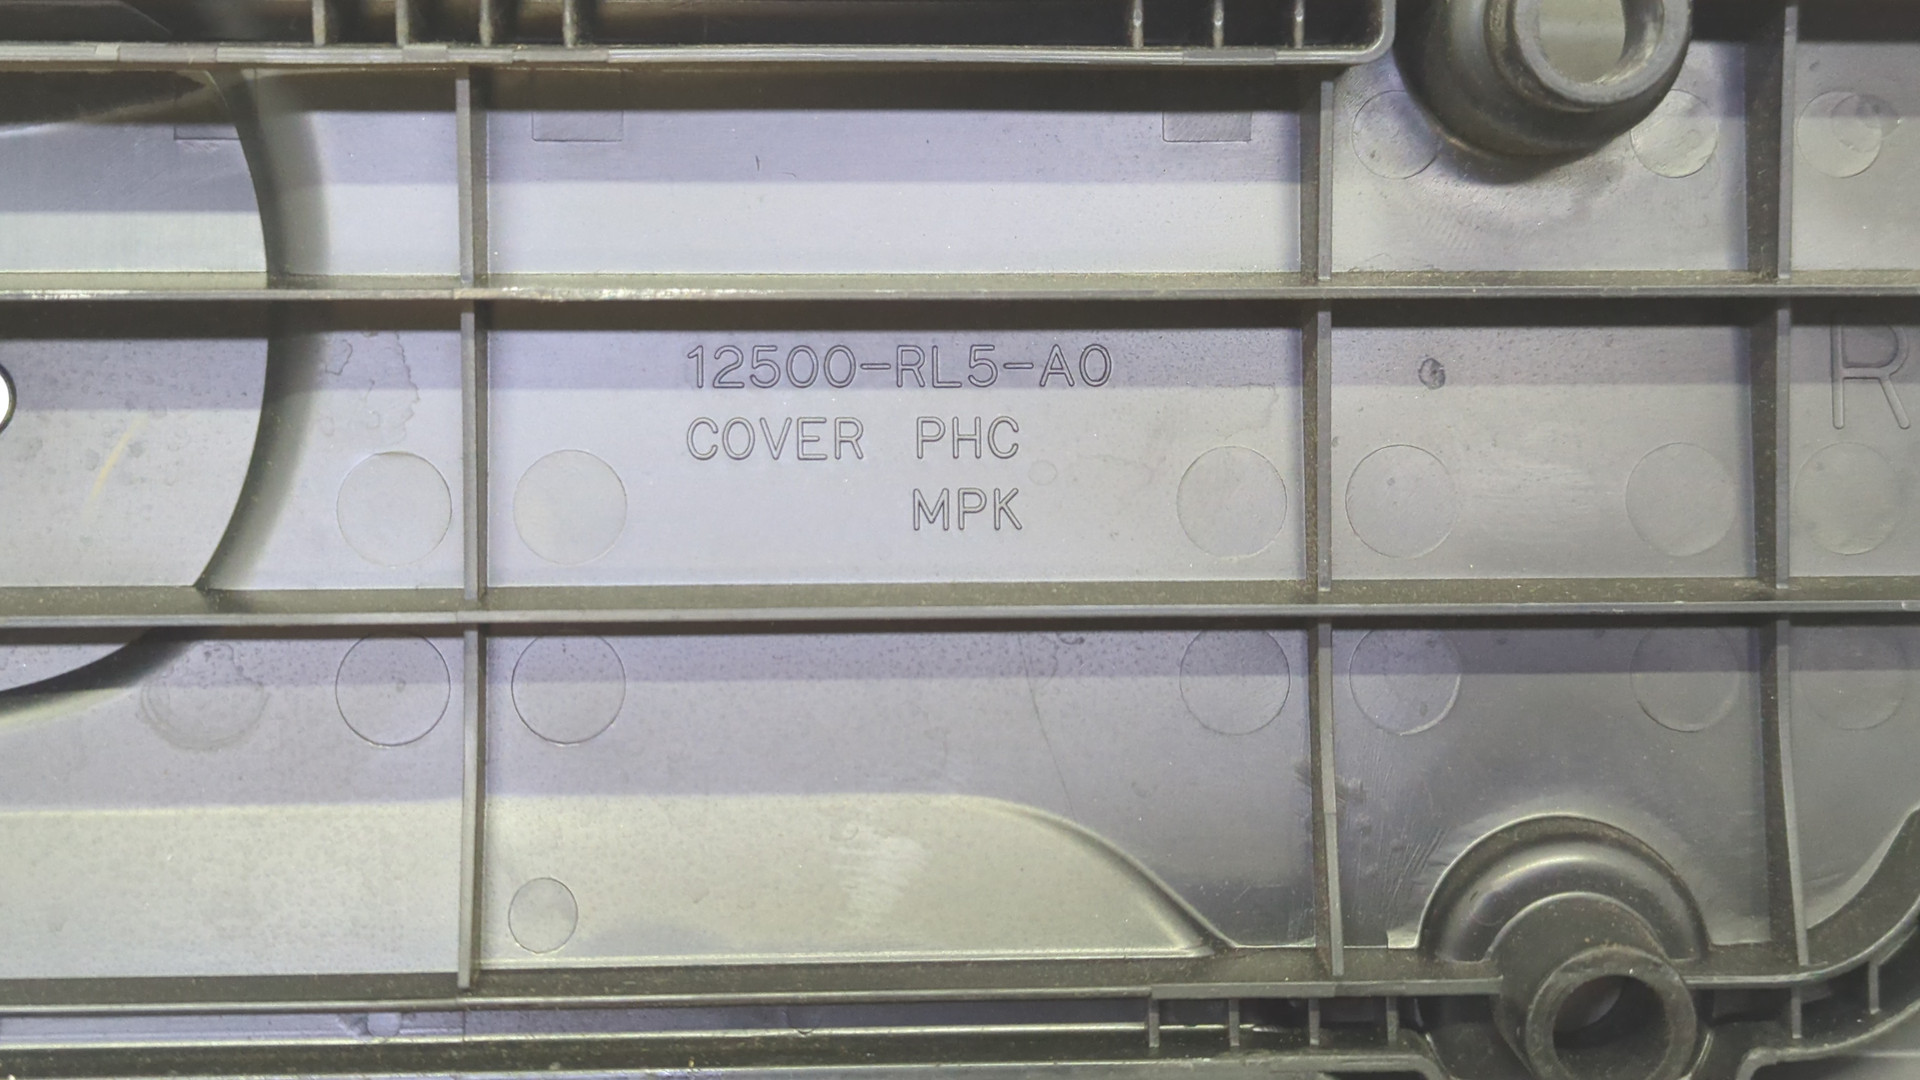 12500-RL5-A0
COVER PHC
MPK
R